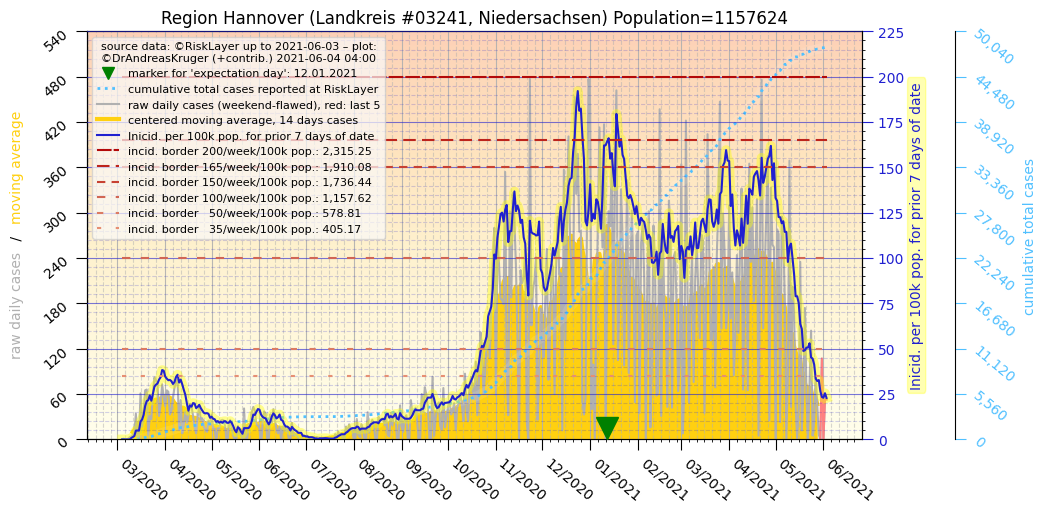 Region Hannover (Landkreis #03241, Niedersachsen) Population=1157624
source data: ©RiskLayer up to 2021-06-03 – plot:
©DrAndreasKruger (+contrib.) 2021-06-04 04:00
marker for 'expectation day': 12.01.2021
cumulative total cases reported at RiskLayer
raw daily cases (weekend-flawed), red: last 5
centered moving average, 14 days cases
Inicid. per 100k pop. for prior 7 days of date
incid. border 200/week/100k pop.: 2,315.25
incid. border 165/week/100k pop.: 1,910.08
incid. border 150/week/100k pop.: 1,736.44
incid. border 100/week/100k pop.: 1,157.62
incid. border   50/week/100k pop.: 578.81
incid. border   35/week/100k pop.: 405.17
raw daily cases / moving average
540
480
420
360
300
240
180
120
60
0
03/2020
04/2020
05/2020
06/2020
07/2020
08/2020
09/2020
10/2020
11/2020
12/2020
01/2021
02/2021
03/2021
04/2021
05/2021
06/2021
225
200
175
150
125
100
75
50
25
0
Inicid. per 100k pop. for prior 7 days of date
50,040
44,480
38,920
33,360
27,800
22,240
16,680
11,120
5,560
0
cumulative total cases